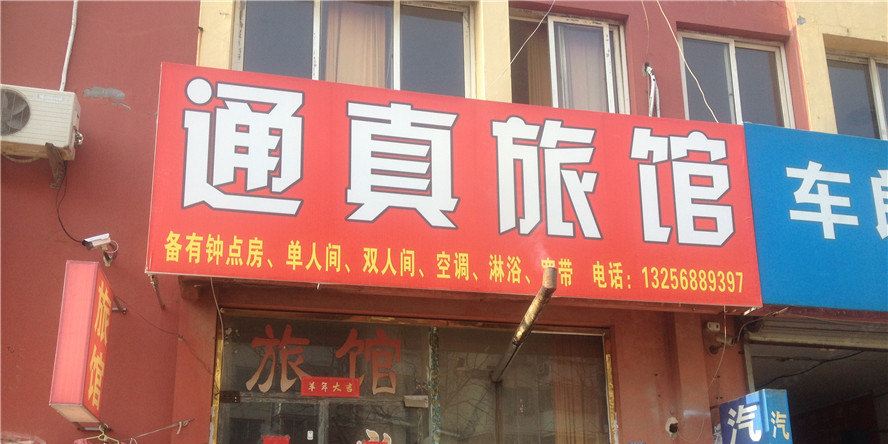 通真旅馆
备有钟点房、单人间、双人间、空调、淋浴、宽带 电话：13256889397
车
旅馆
旅馆
羊年大吉
汽
汽